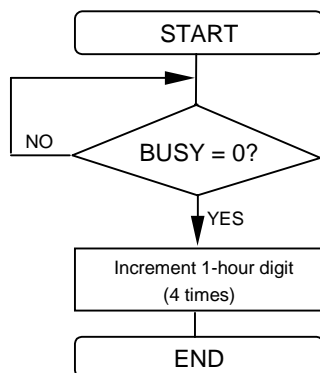 START
BUSY = 0?
NO
YES
Increment 1-hour digit
(4 times)
END